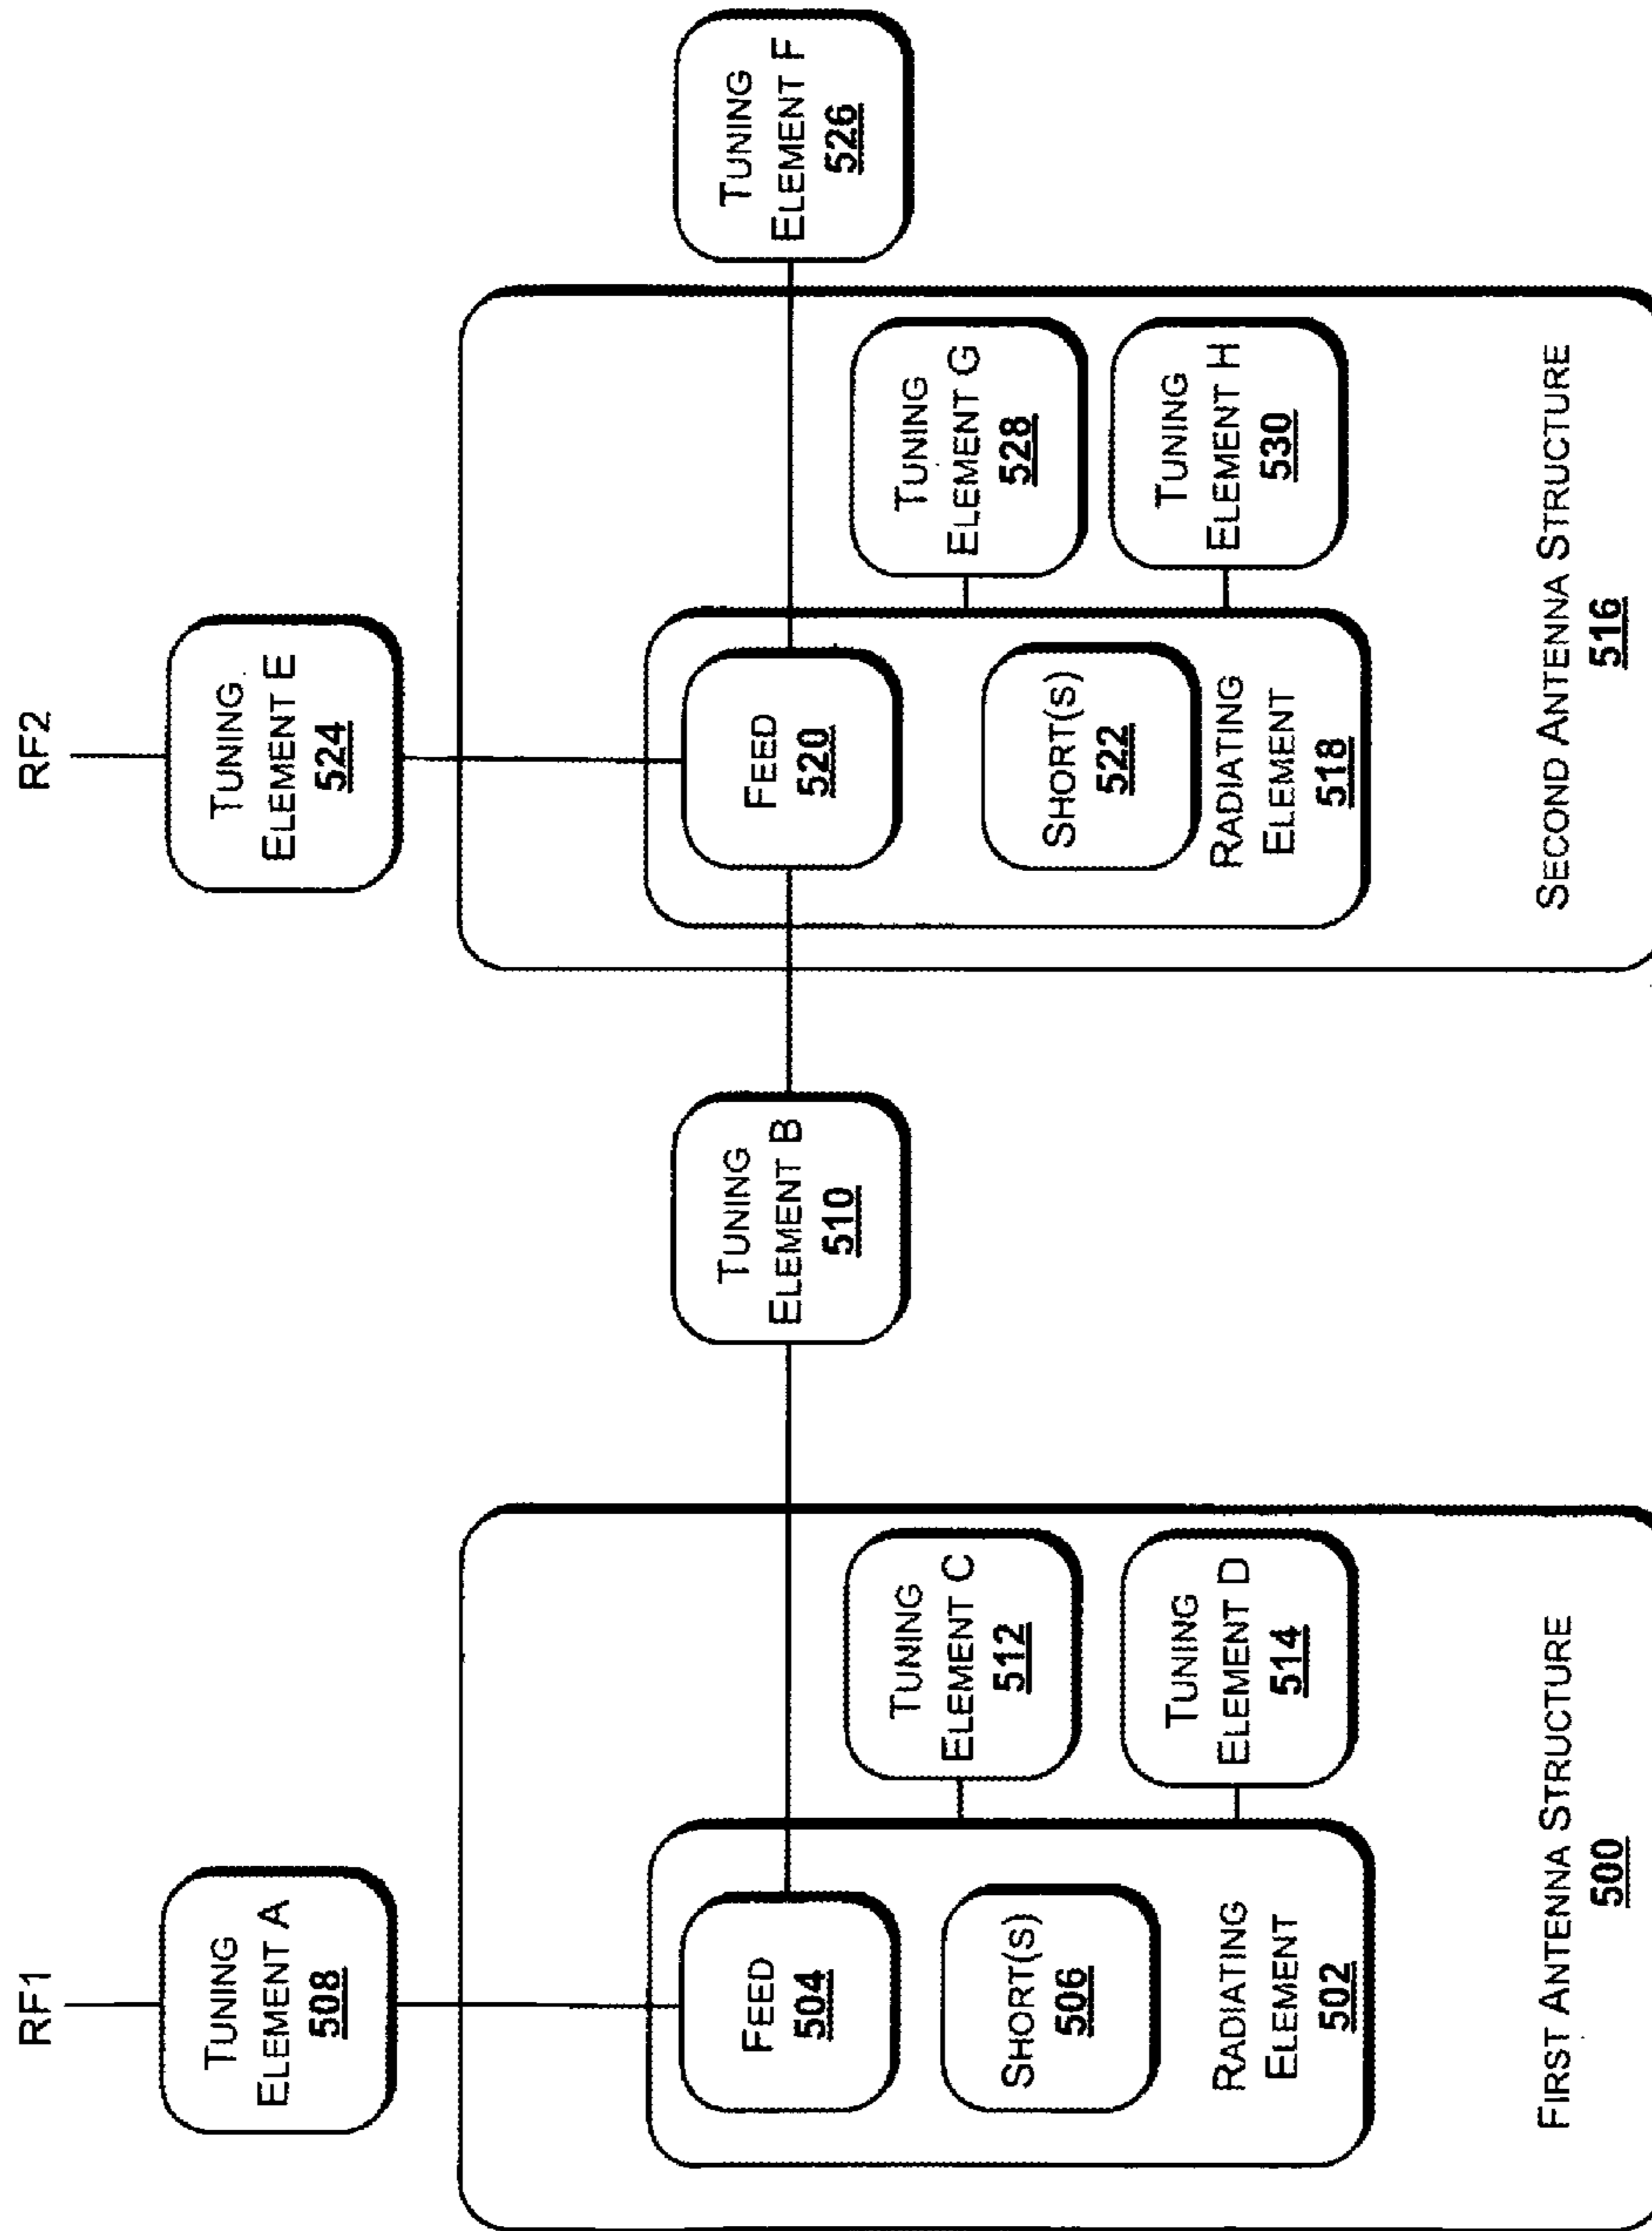 RF1
TUNING
ELEMENT A
508
FEED
504
SHORT(S)
506
RADIATING
ELEMENT
502
TUNING
ELEMENT C
512
TUNING
ELEMENT D
514
FIRST ANTENNA STRUCTURE
500
TUNING
ELEMENT B
510
RF2
TUNING
ELEMENT E
524
FEED
520
SHORT(S)
522
RADIATING
ELEMENT
518
TUNING
ELEMENT G
528
TUNING
ELEMENT H
530
SECOND ANTENNA STRUCTURE
516
TUNING
ELEMENT F
526